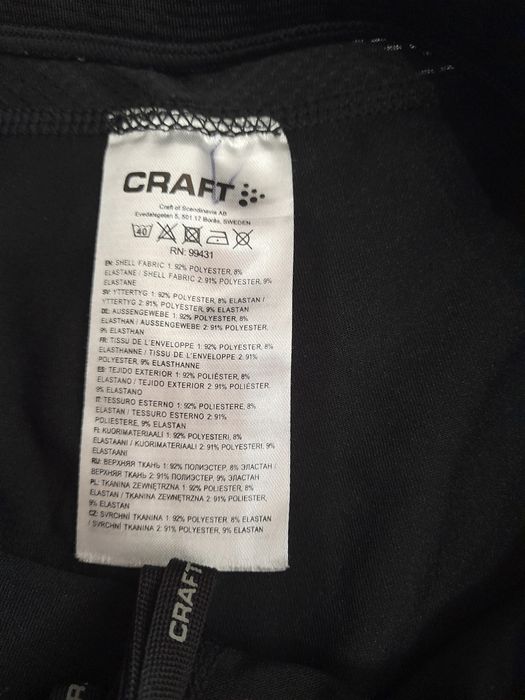 CRAFT
Craft of Scandinavia AB
Evedalsgatan 5, 501 17 Borås, SWEDEN
40
RN: 99431
EN: SHELL FABRIC 1: 92% POLYESTER, 8%
ELASTANE / SHELL FABRIC 2: 91% POLYESTER, 9%
ELASTANE
SV: YTTERTYG 1: 92% POLYESTER, 8% ELASTAN /
YTTERTYG 2: 91% POLYESTER, 9% ELASTAN
DE: AUSSENGEWEBE 1: 92% POLYESTER, 8%
ELASTHAN / AUSSENGEWEBE 2: 91% POLYESTER,
9% ELASTHAN
FR: TISSU DE L'ENVELOPPE 1: 92% POLYESTER, 8%
ELASTHANNE / TISSU DE L'ENVELOPPE 2: 91%
POLYESTER, 9% ELASTHANNE
ES: TEJIDO EXTERIOR 1: 92% POLIÉSTER, 8%
ELASTANO / TEJIDO EXTERIOR 2: 91% POLIÉSTER,
9% ELASTANO
IT: TESSURO ESTERNO 1: 92% POLIESTERE, 8%
ELASTAN / TESSURO ESTERNO 2: 91%
POLIESTERE, 9% ELASTAN
FI: KUORIMATERIAALI 1: 92% POLYESTERI, 8%
ELASTAANI / KUORIMATERIAALI 2: 91% POLYESTERI, 9%
ELASTAANI
RU: ВЕРХНЯЯ ТКАНЬ 1: 92% ПОЛИЭСТЕР, 8% ЭЛАСТАН /
ВЕРХНЯЯ ТКАНЬ 2: 91% ПОЛИЭСТЕР, 9% ЭЛАСТАН
PL: TKANINA ZEWNĘTRZNA 1: 92% POLIESTER, 8%
ELASTAN / TKANINA ZEWNĘTRZNA 2: 91% POLIESTER,
9% ELASTAN
CZ: SVRCHNÍ TKANINA 1: 92% POLYESTER, 8% ELASTAN
/ SVRCHNÍ TKANINA 2: 91% POLYESTER, 9% ELASTAN
CRAFT
R